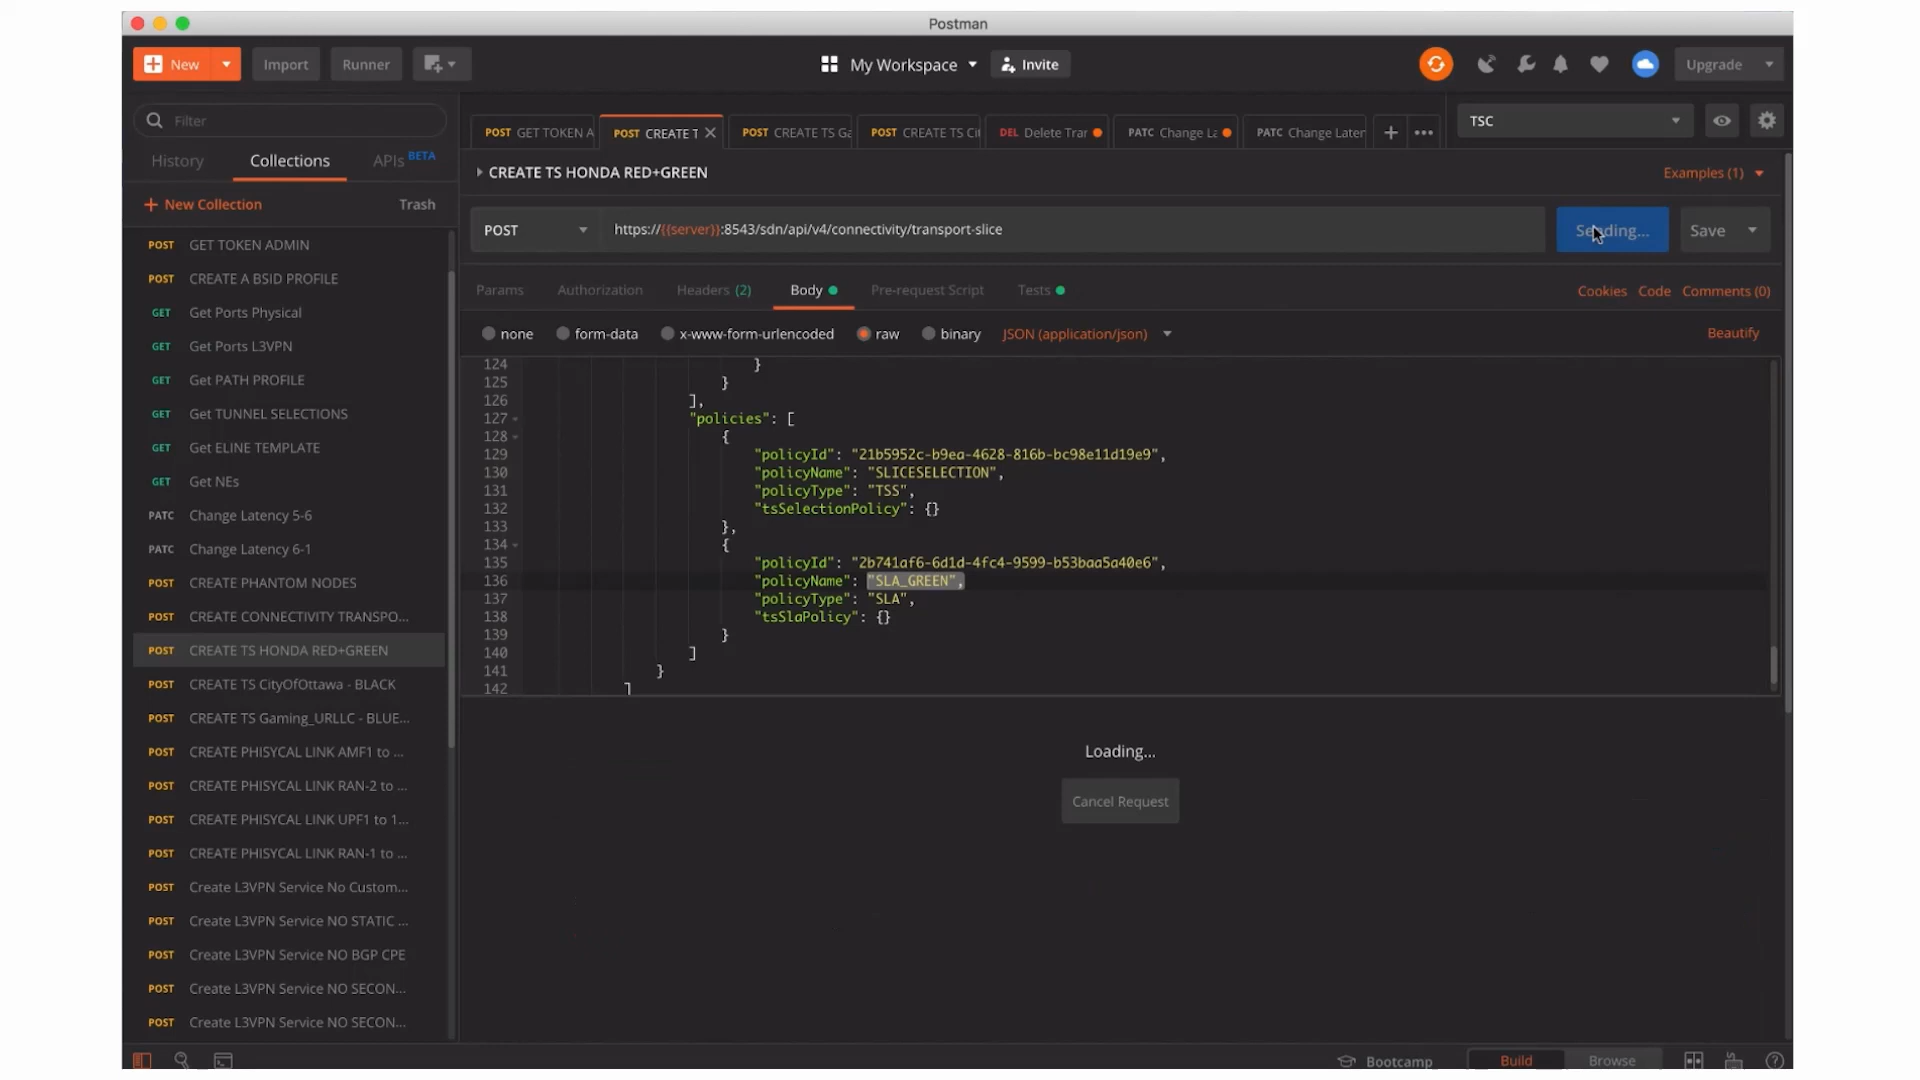 Postman
New
Import
Runner
My Workspace
Invite
Upgrade
Filter
History
Collections
APIs BETA
New Collection
Trash
POST GET TOKEN ADMIN
POST CREATE A BSID PROFILE
GET Get Ports Physical
GET Get Ports L3VPN
GET Get PATH PROFILE
GET Get TUNNEL SELECTIONS
GET Get ELINE TEMPLATE
GET Get NEs
PATC Change Latency 5-6
PATC Change Latency 6-1
POST CREATE PHANTOM NODES
POST CREATE CONNECTIVITY TRANSPO...
POST CREATE TS HONDA RED+GREEN
POST CREATE TS CityOfOttawa - BLACK
POST CREATE TS Gaming_URLLC - BLUE...
POST CREATE PHISYCAL LINK AMF1 to ...
POST CREATE PHISYCAL LINK RAN-2 to ...
POST CREATE PHISYCAL LINK UPF1 to 1...
POST CREATE PHISYCAL LINK RAN-1 to ...
POST Create L3VPN Service No Custom...
POST Create L3VPN Service NO STATIC ...
POST Create L3VPN Service NO BGP CPE
POST Create L3VPN Service NO SECON...
POST Create L3VPN Service NO SECON...
POST GET TOKEN A
POST CREATE T
POST CREATE TS Ga
POST CREATE TS Ci
DEL Delete Trar
PATC Change La
PATC Change Later
TSC
CREATE TS HONDA RED+GREEN
Examples (1)
POST
https://{{server}}:8543/sdn/api/v4/connectivity/transport-slice
Sending...
Save
Params
Authorization
Headers (2)
Body
Pre-request Script
Tests
Cookies
Code
Comments (0)
none
form-data
x-www-form-urlencoded
raw
binary
JSON (application/json)
Beautify
124 }
125 }
126 ],
127 "policies": [
128 {
129 "policyId": "21b5952c-b9ea-4628-816b-bc98e11d19e9",
130 "policyName": "SLICESELECTION",
131 "policyType": "TSS",
132 "tsSelectionPolicy": {}
133 },
134 {
135 "policyId": "2b741af6-6d1d-4fc4-9599-b53baa5a40e6",
136 "policyName": "SLA_GREEN",
137 "policyType": "SLA",
138 "tsSlaPolicy": {}
139 }
140 ]
141 }
142 ]
Loading...
Cancel Request
Bootcamp
Build
Browse